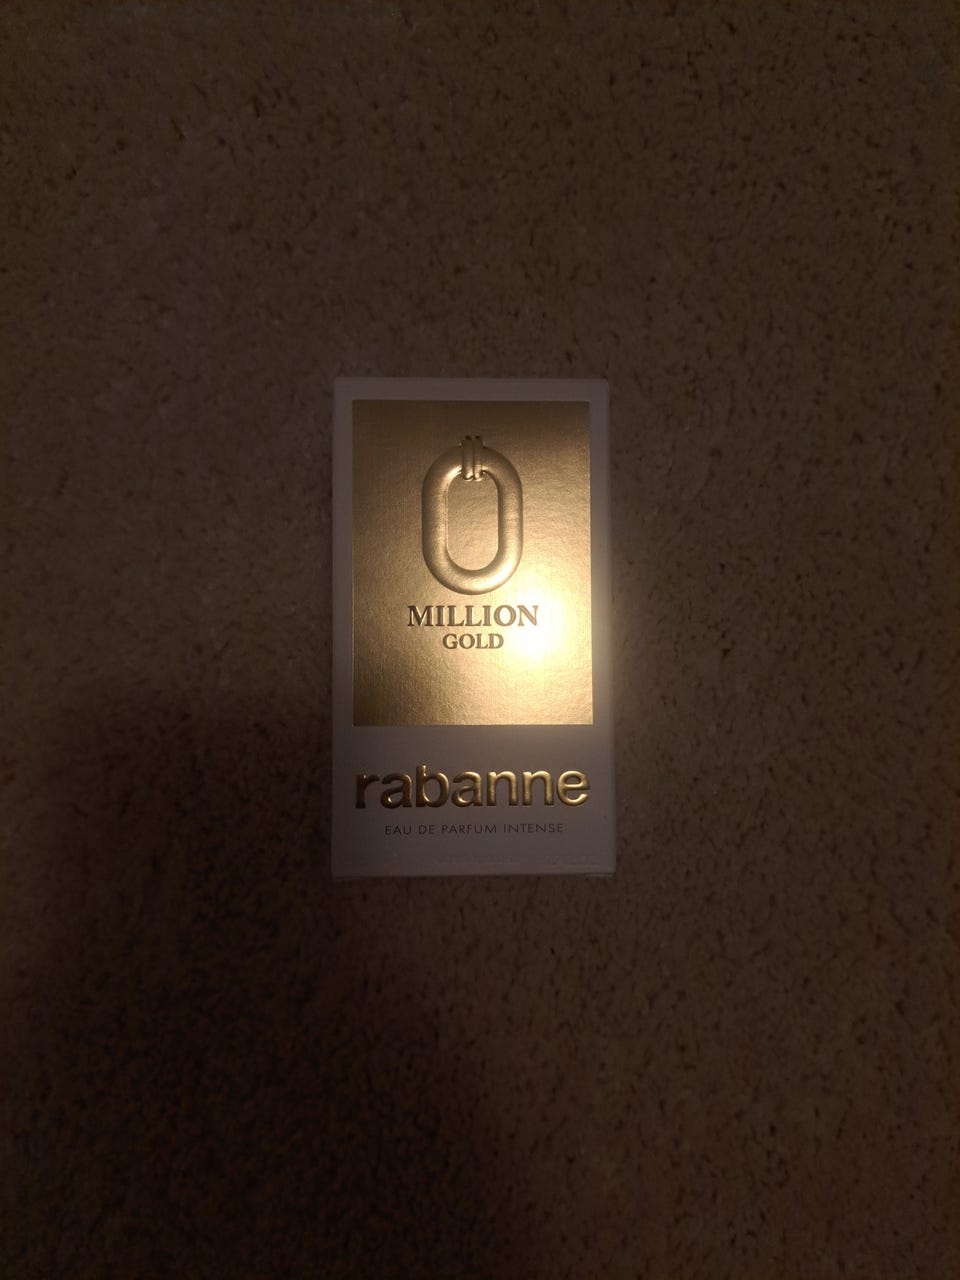 MILLION
GOLD
rabanne
EAU DE PARFUM INTENSE